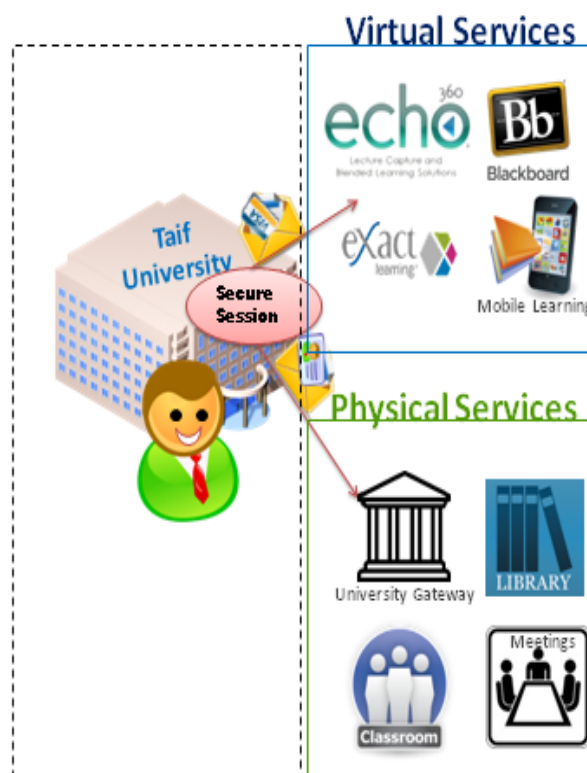 Virtual Services
echo
360
Lecture Capture and
Blended Learning Solutions
Bb
Blackboard
eXact
learning
Mobile Learning
Taif
University
VISA
Secure
Session
Physical Services
University Gateway
LIBRARY
Classroom
Meetings